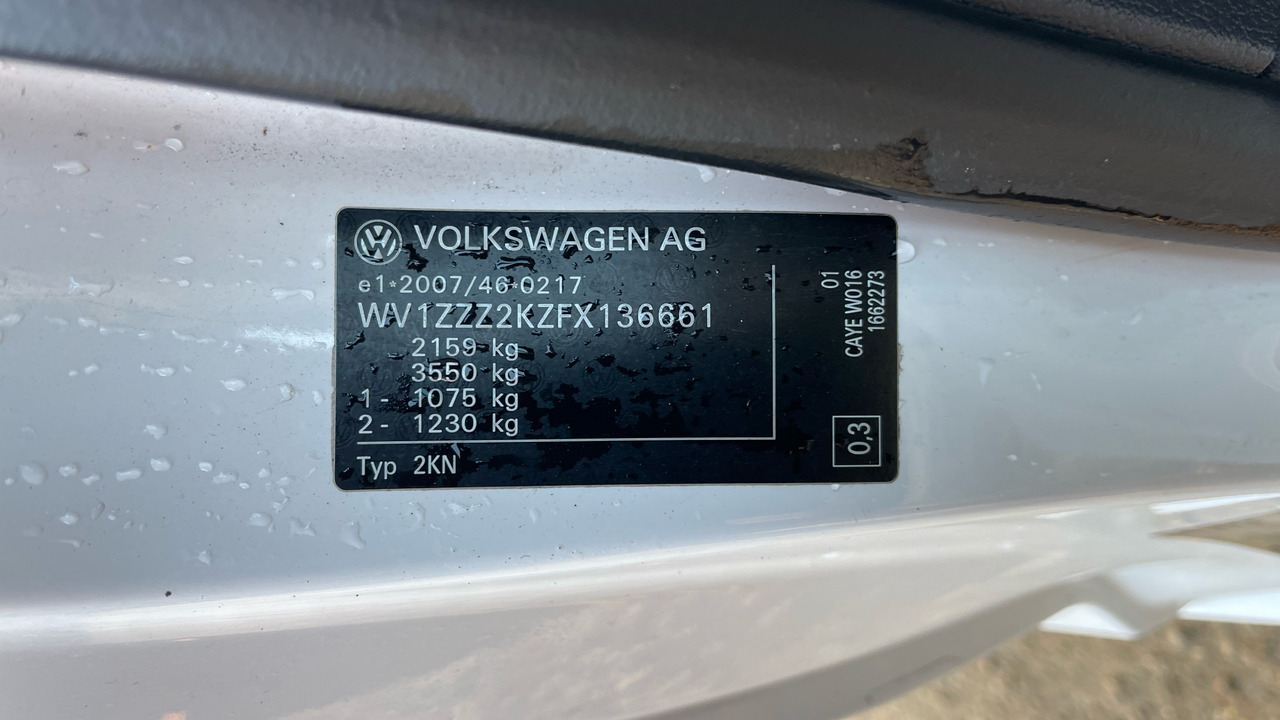 VOLKSWAGEN AG
e1*2007/46*0217
WV1ZZZ2KZFX136661
2159 kg
3550 kg
1- 1075 kg
2- 1230 kg
Typ 2KN
01
CAYE W016
1662273
0,3